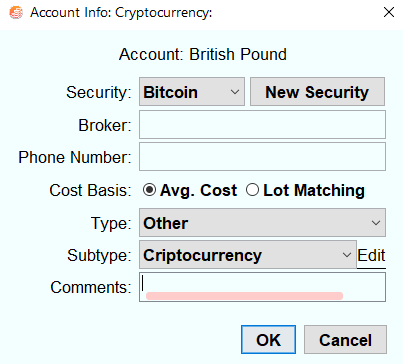 Account Info: Cryptocurrency:
Account: British Pound
Security: Bitcoin New Security
Broker:
Phone Number:
Cost Basis: Avg. Cost Lot Matching
Type: Other
Subtype: Criptocurrency Edit
Comments:
OK Cancel